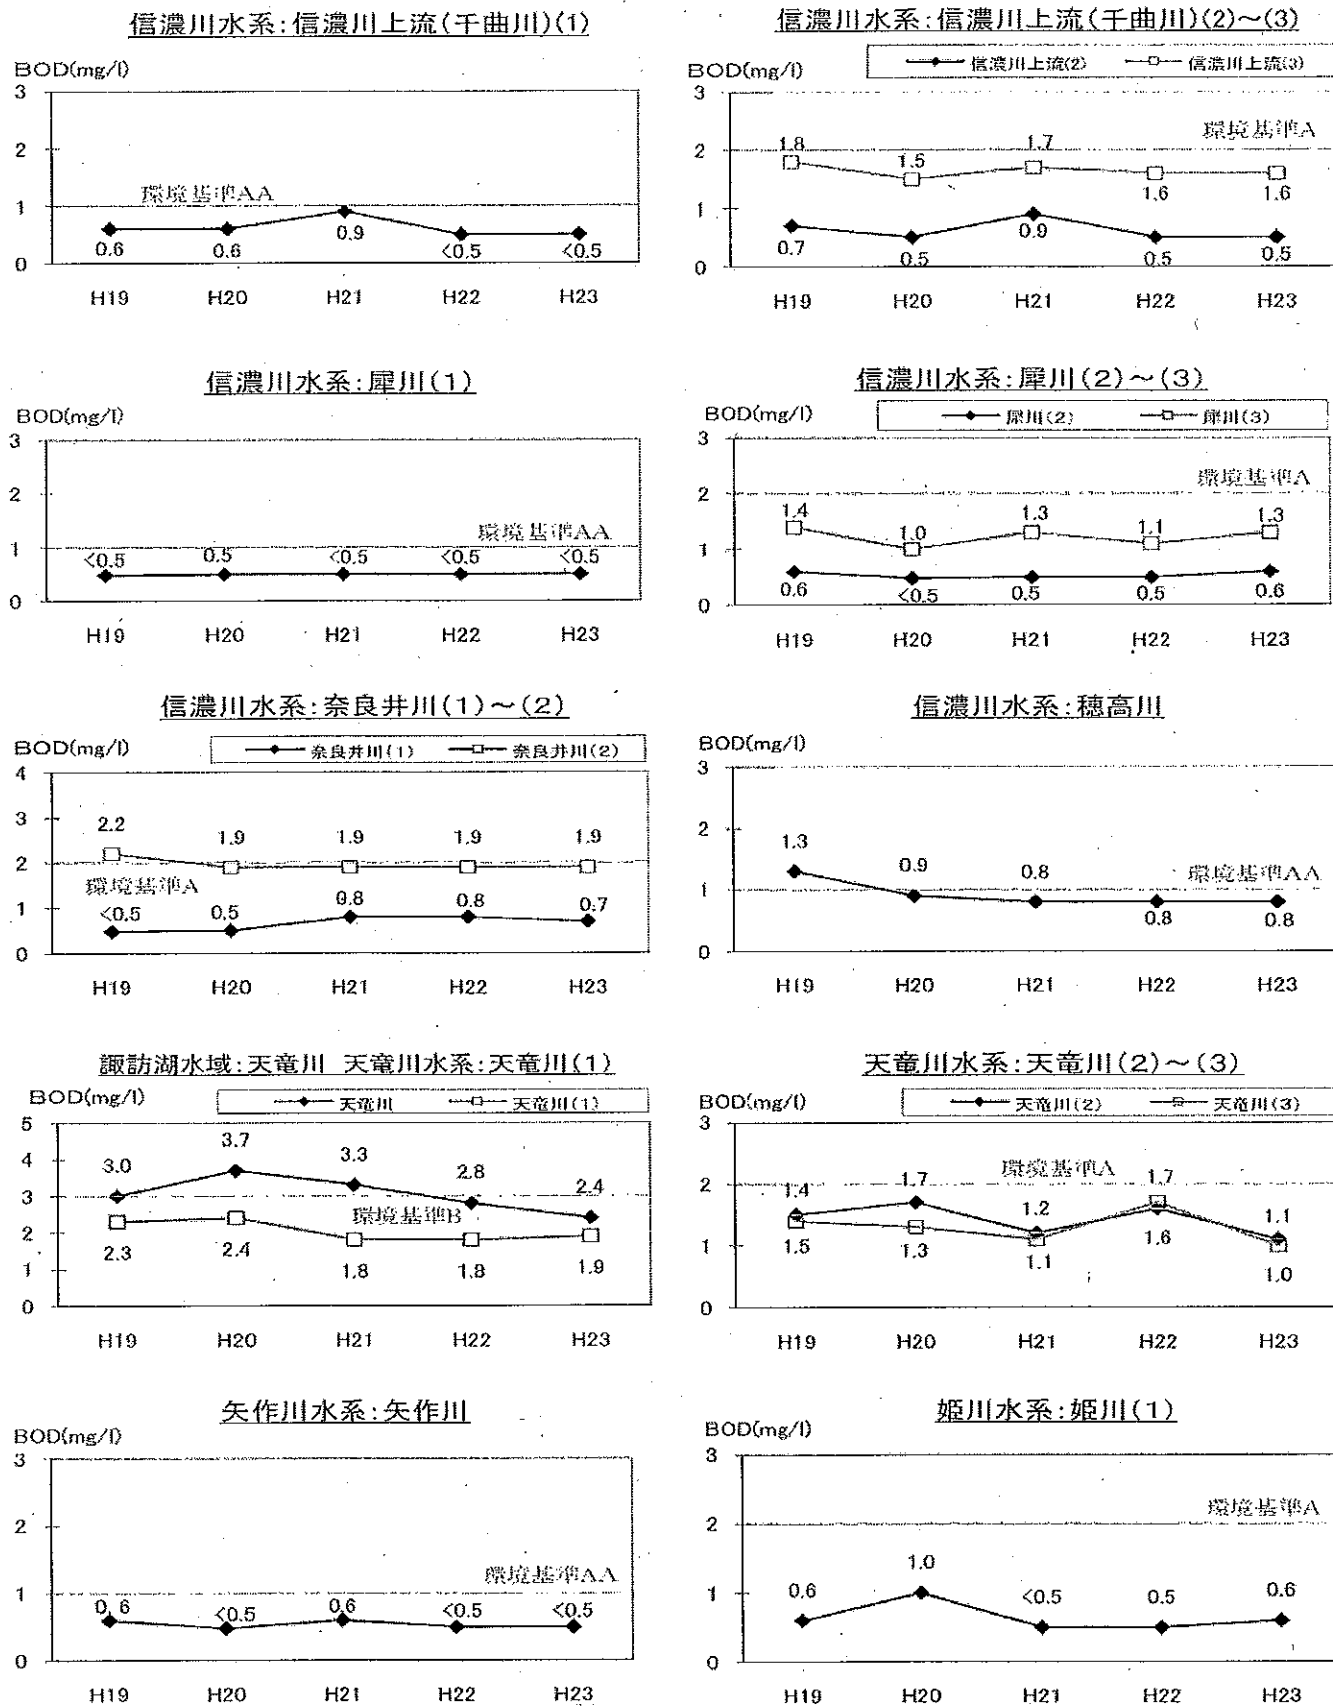 信濃川水系:信濃川上流(千曲川)(1)
BOD(mg/l)
3
2
環境基準AA
1
0.6 0.6 0.9 <0.5 <0.5
0
H19 H20 H21 H22 H23
信濃川水系:信濃川上流(千曲川)(2)～(3)
BOD(mg/l)
信濃川上流(2) 信濃川上流(3)
3
環境基準A
2
1.8 1.5 1.7 1.6 1.6
1
0.7 0.5 0.9 0.5 0.5
0
H19 H20 H21 H22 H23
信濃川水系:犀川(1)
BOD(mg/l)
3
2
環境基準AA
1
<0.5 0.5 <0.5 <0.5 <0.5
0
H19 H20 H21 H22 H23
信濃川水系:犀川(2)～(3)
BOD(mg/l)
犀川(2) 犀川(3)
3
環境基準A
2
1.4 1.0 1.3 1.1 1.3
1
0.6 <0.5 0.5 0.5 0.6
0
H19 H20 H21 H22 H23
信濃川水系:奈良井川(1)～(2)
BOD(mg/l)
奈良井川(1) 奈良井川(2)
4
3
2.2 1.9 1.9 1.9 1.9
2
環境基準A
1
<0.5 0.5 0.8 0.8 0.7
0
H19 H20 H21 H22 H23
信濃川水系:穂高川
BOD(mg/l)
3
2
1.3 0.9 0.8
環境基準AA
1
0.8 0.8
0
H19 H20 H21 H22 H23
諏訪湖水域:天竜川 天竜川水系:天竜川(1)
BOD(mg/l)
天竜川 天竜川(1)
5
4
3.0 3.7 3.3 2.8 2.4
3
環境基準B
2
2.3 2.4 1.8 1.8 1.9
1
0
H19 H20 H21 H22 H23
天竜川水系:天竜川(2)～(3)
BOD(mg/l)
天竜川(2) 天竜川(3)
3
環境基準A
2
1.4 1.7 1.2 1.7 1.1
1
1.5 1.3 1.1 1.6 1.0
0
H19 H20 H21 H22 H23
矢作川水系:矢作川
BOD(mg/l)
3
2
環境基準AA
1
0.6 <0.5 0.6 <0.5 <0.5
0
H19 H20 H21 H22 H23
姫川水系:姫川(1)
BOD(mg/l)
3
環境基準A
2
1
0.6 1.0 <0.5 0.5 0.6
0
H19 H20 H21 H22 H23